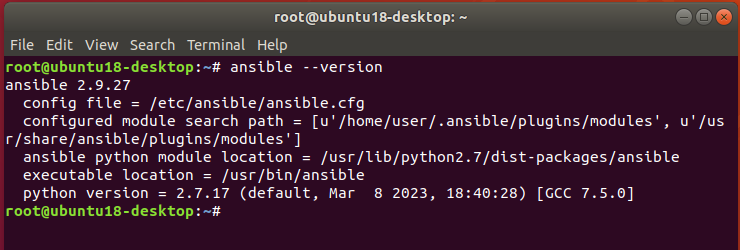 root@ubuntu18-desktop: ~
File Edit View Search Terminal Help
root@ubuntu18-desktop:~# ansible --version
ansible 2.9.27
  config file = /etc/ansible/ansible.cfg
  configured module search path = [u'/home/user/.ansible/plugins/modules', u'/us
r/share/ansible/plugins/modules']
  ansible python module location = /usr/lib/python2.7/dist-packages/ansible
  executable location = /usr/bin/ansible
  python version = 2.7.17 (default, Mar  8 2023, 18:40:28) [GCC 7.5.0]
root@ubuntu18-desktop:~#